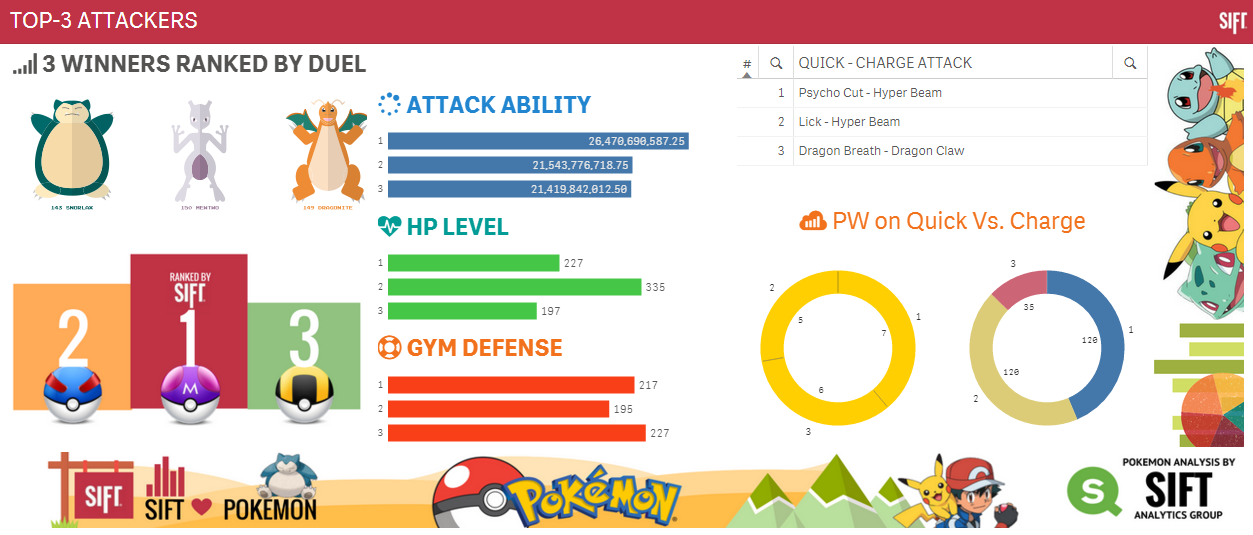 TOP-3 ATTACKERS
SIFT
3 WINNERS RANKED BY DUEL
143 SNORLAX
150 MEWTWO
149 DRAGONITE
RANKED BY
SIFT
2
1
3
M
ATTACK ABILITY
1 26,470,690,587.25
2 21,543,776,718.75
3 21,419,842,012.50
HP LEVEL
1 227
2 335
3 197
GYM DEFENSE
1 217
2 195
3 227
# QUICK - CHARGE ATTACK
1 Psycho Cut - Hyper Beam
2 Lick - Hyper Beam
3 Dragon Breath - Dragon Claw
PW on Quick Vs. Charge
2
5
1
7
6
3
3
35
1
120
120
2
SIFT
SIFT POKEMON
POKéMON
S
POKEMON ANALYSIS BY
SIFT
ANALYTICS GROUP